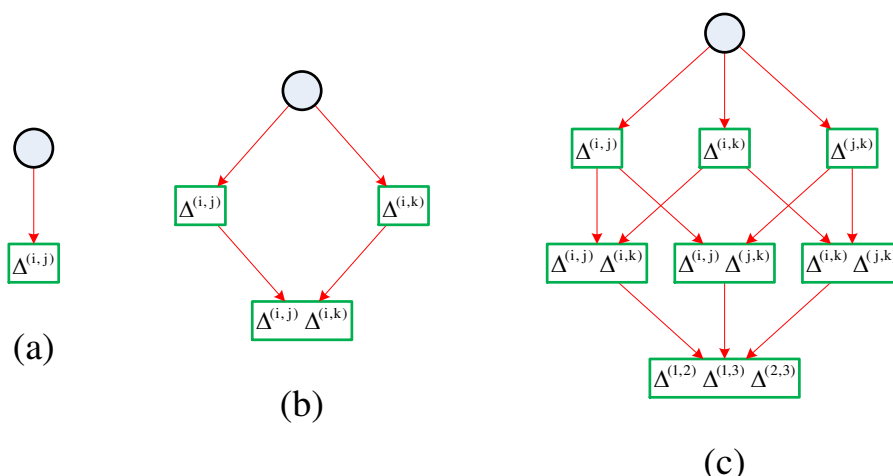 Δ^(i,j)
(a)
Δ^(i,j) Δ^(i,k)
Δ^(i,j) Δ^(i,k)
(b)
Δ^(i,j) Δ^(i,k) Δ^(j,k)
Δ^(i,j) Δ^(i,k) Δ^(i,j) Δ^(j,k) Δ^(i,k) Δ^(j,k
Δ^(1,2) Δ^(1,3) Δ^(2,3)
(c)